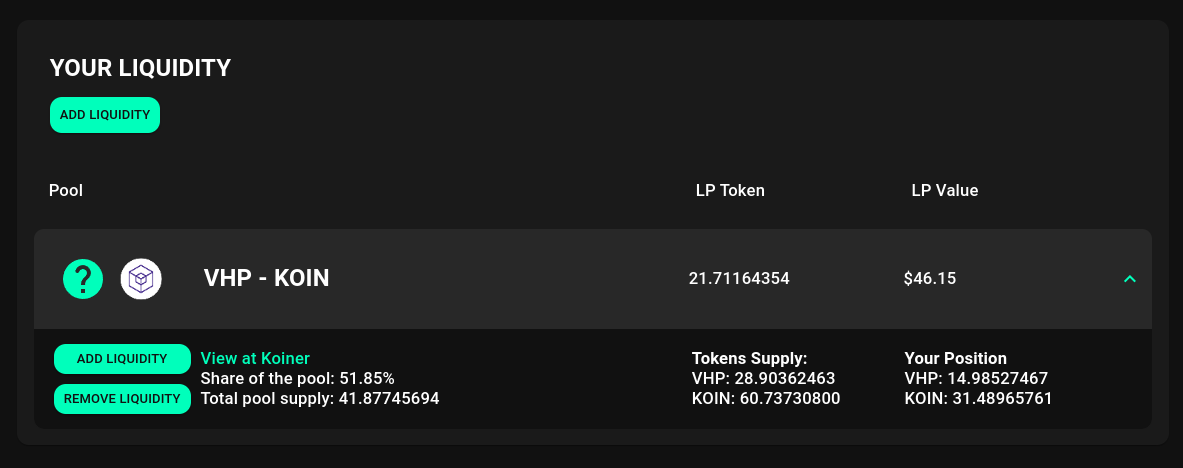 YOUR LIQUIDITY
ADD LIQUIDITY
Pool LP Token LP Value
? VHP - KOIN 21.71164354 $46.15
ADD LIQUIDITY View at Koiner Tokens Supply: Your Position
Share of the pool: 51.85% VHP: 28.90362463 VHP: 14.98527467
REMOVE LIQUIDITY Total pool supply: 41.87745694 KOIN: 60.73730800 KOIN: 31.48965761